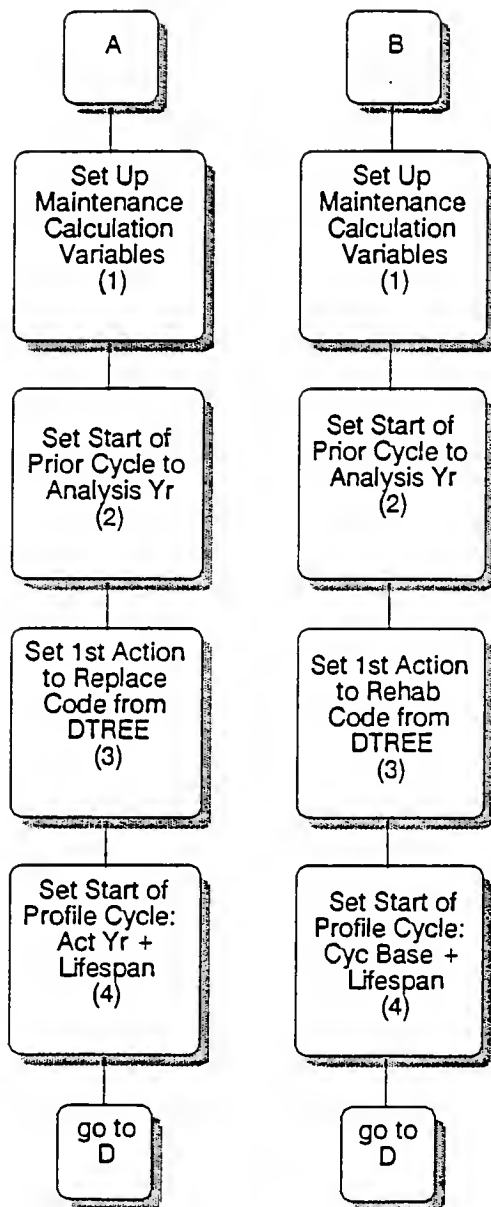 A
Set Up
Maintenance
Calculation
Variables
(1)
Set Start of
Prior Cycle to
Analysis Yr
(2)
Set 1st Action
to Replace
Code from
DTREE
(3)
Set Start of
Profile Cycle:
Act Yr +
Lifespan
(4)
go to
D
B
Set Up
Maintenance
Calculation
Variables
(1)
Set Start of
Prior Cycle to
Analysis Yr
(2)
Set 1st Action
to Rehab
Code from
DTREE
(3)
Set Start of
Profile Cycle:
Cyc Base +
Lifespan
(4)
go to
D